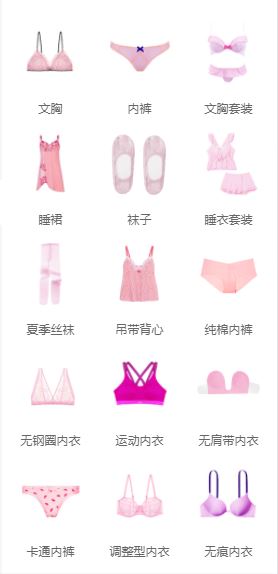 文胸 内裤 文胸套装
睡裙 袜子 睡衣套装
夏季丝袜 吊带背心 纯棉内裤
无钢圈内衣 运动内衣 无肩带内衣
卡通内裤 调整型内衣 无痕内衣